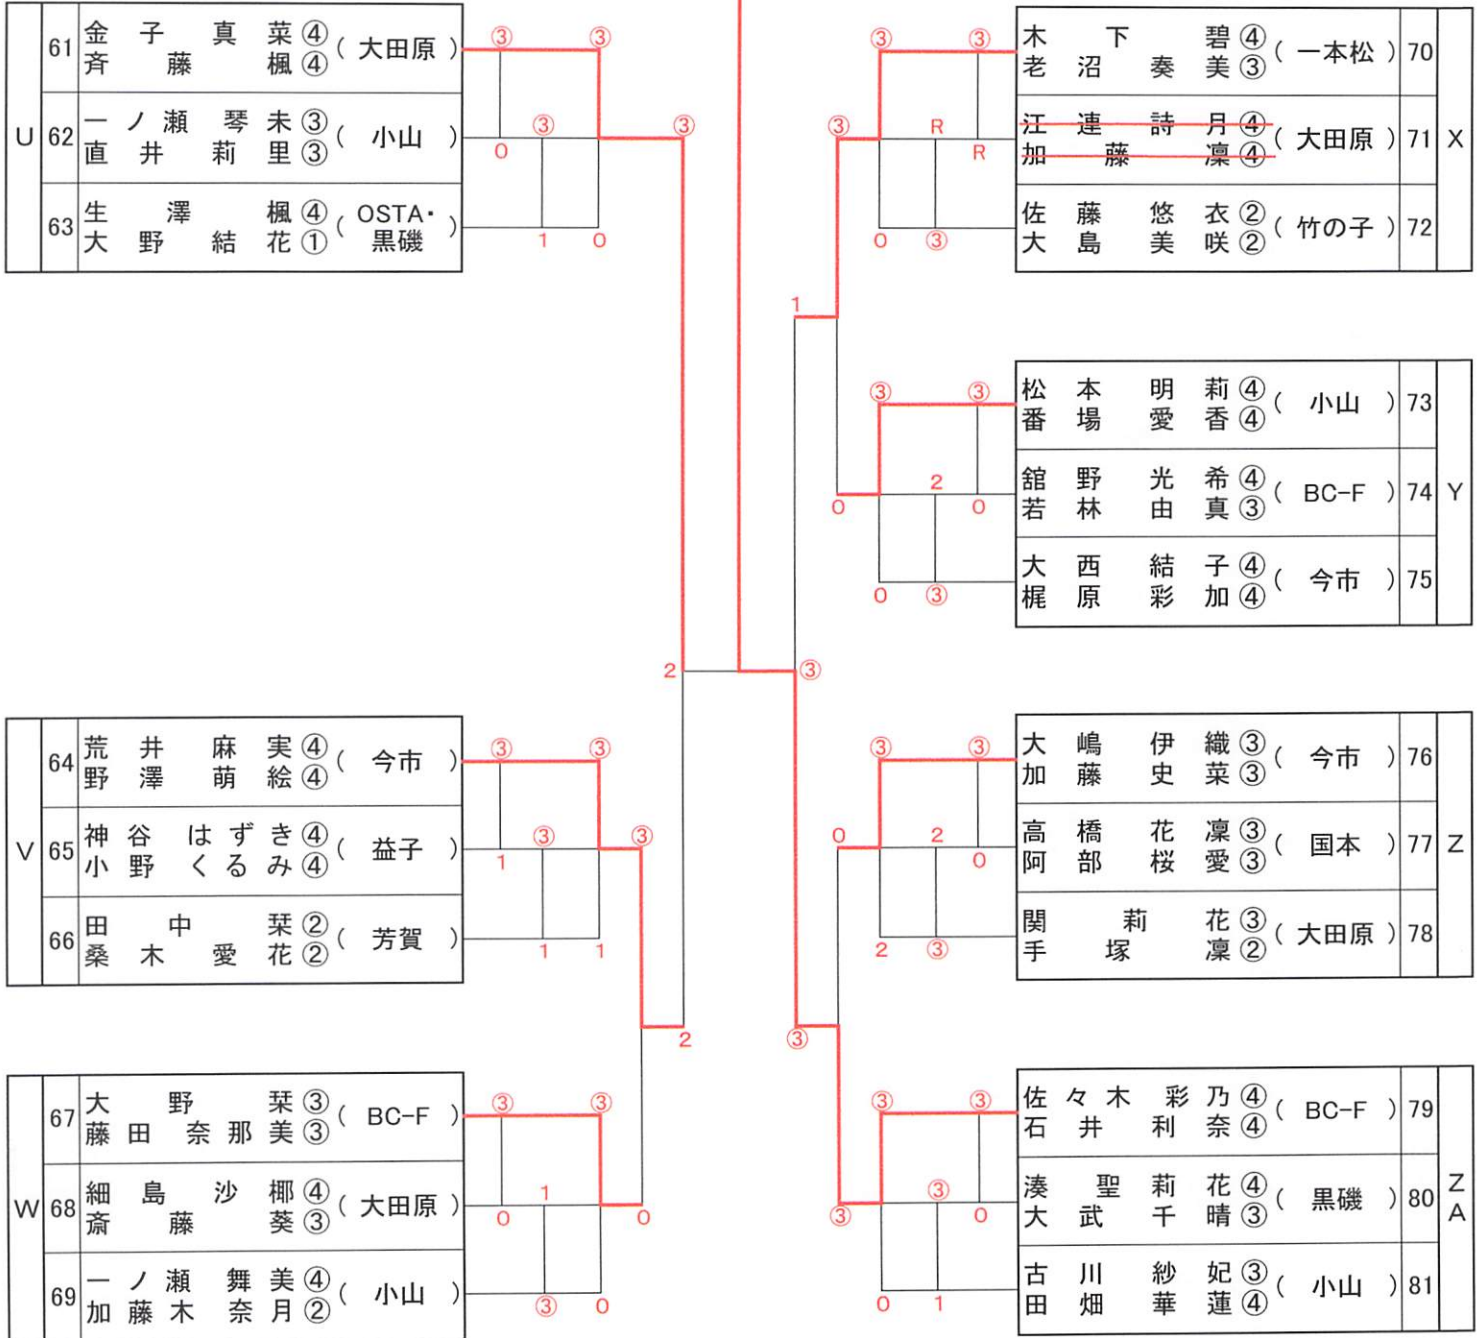 U
61 金子真菜④ (大田原)
斉藤楓④
62 一ノ瀬琴未③ (小山)
直井莉里③
63 生澤楓④ (OSTA・黒磯)
大野結花①
③ ③
③ ③
0
1 0
V
64 荒井麻実④ (今市)
野澤萌絵④
65 神谷はずき④ (益子)
小野くるみ④
66 田中栞② (芳賀)
桑木愛花②
③ ③
③ ③
1
1 1
2
2
W
67 大野栞③ (BC-F)
藤田奈那美③
68 細島沙椰④ (大田原)
斎藤葵③
69 一ノ瀬舞美④ (小山)
加藤木奈月②
③ ③
1
0 0
③ 0
木下碧④ (一本松) 70
老沼奏美③
江連詩月④ (大田原) 71
加藤凜④
佐藤悠衣② (竹の子) 72
大島美咲②
X
③ ③
③ R
R
0 ③
1
松本明莉④ (小山) 73
番場愛香④
舘野光希④ (BC-F) 74
若林由真③
大西結子④ (今市) 75
梶原彩加④
Y
③ ③
2
0 0
0 ③
③
大嶋伊織③ (今市) 76
加藤史菜③
高橋花凜③ (国本) 77
阿部桜愛③
関莉花③ (大田原) 78
手塚凜②
Z
③ ③
0 2
0
2 ③
③
佐々木彩乃④ (BC-F) 79
石井利奈④
湊聖莉花④ (黒磯) 80
大武千晴③
古川紗妃③ (小山) 81
田畑華蓮④
ZA
③ ③
③
③ 0
0 1